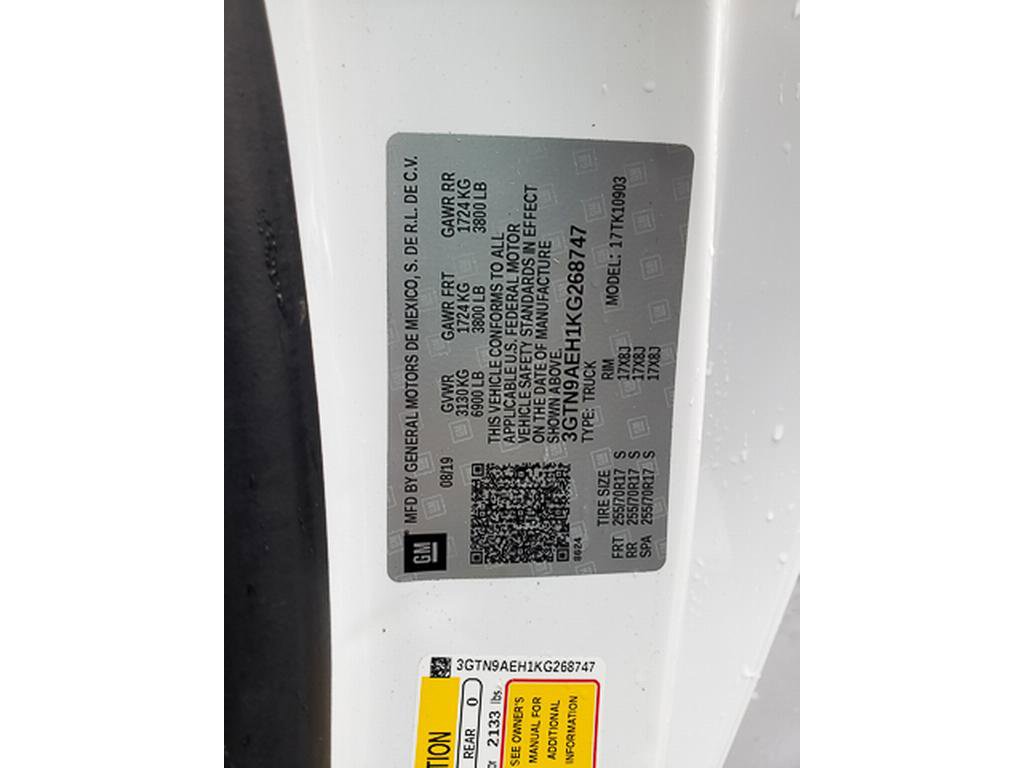 GM
MFD BY GENERAL MOTORS DE MEXICO, S. DE R.L. DE C.V.
08/19 GVWR GAWR FRT GAWR RR
3130 KG 1724 KG 1724 KG
6900 LB 3800 LB 3800 LB
THIS VEHICLE CONFORMS TO ALL
APPLICABLE U.S. FEDERAL MOTOR
VEHICLE SAFETY STANDARDS IN EFFECT
ON THE DATE OF MANUFACTURE
SHOWN ABOVE.
3GTN9AEH1KG268747
8624
TYPE: TRUCK
TIRE SIZE RIM MODEL: 17TK10903
FRT 255/70R17 S 17X8J
RR 255/70R17 S 17X8J
SPA 255/70R17 S 17X8J
3GTN9AEH1KG268747
TION
REAR 0
2133 lbs.
SEE OWNER'S
MANUAL FOR
ADDITIONAL
INFORMATION